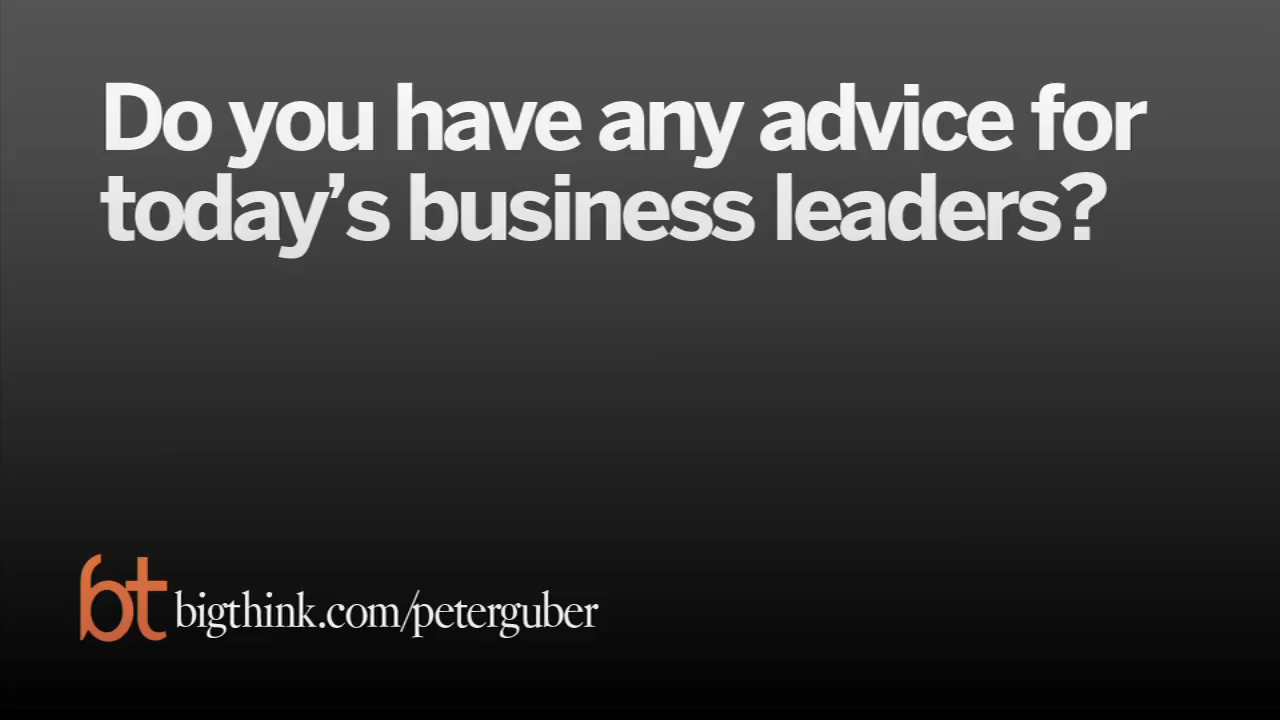 Do you have any advice for
today’s business leaders?
bt bigthink.com/peterguber